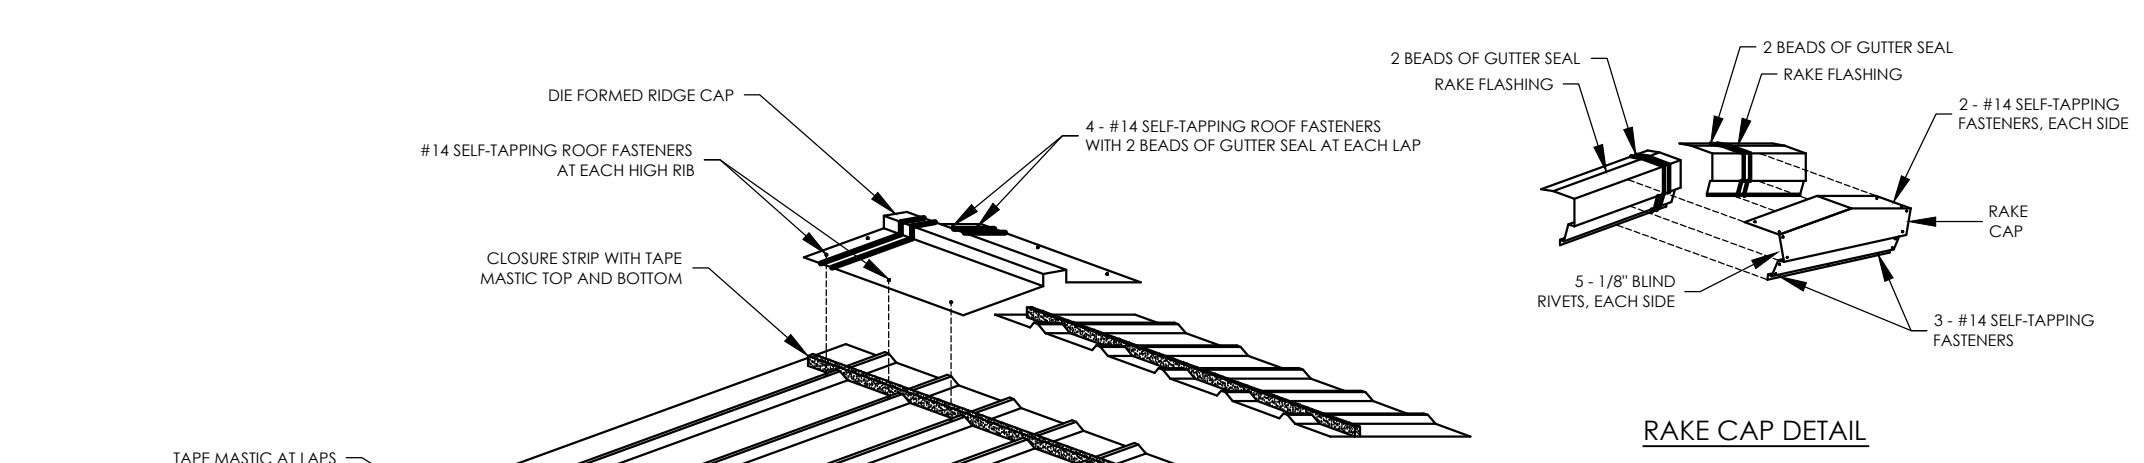 DIE FORMED RIDGE CAP
#14 SELF-TAPPING ROOF FASTENERS
AT EACH HIGH RIB
4 - #14 SELF-TAPPING ROOF FASTENERS
WITH 2 BEADS OF GUTTER SEAL AT EACH LAP
CLOSURE STRIP WITH TAPE
MASTIC TOP AND BOTTOM
TAPE MASTIC AT LAPS
2 BEADS OF GUTTER SEAL
RAKE FLASHING
2 BEADS OF GUTTER SEAL
RAKE FLASHING
2 - #14 SELF-TAPPING
FASTENERS, EACH SIDE
RAKE
CAP
5 - 1/8" BLIND
RIVETS, EACH SIDE
3 - #14 SELF-TAPPING
FASTENERS
RAKE CAP DETAIL